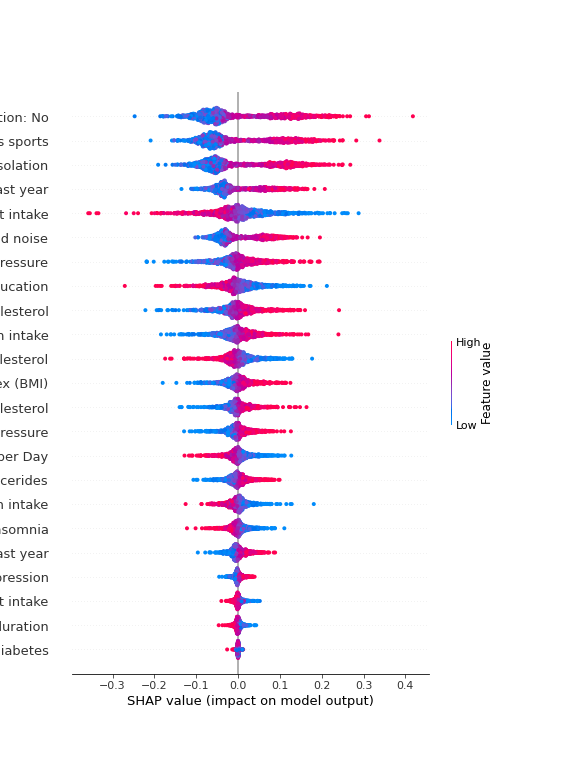 tion: No
s sports
solation
ast year
t intake
d noise
ressure
ucation
lesterol
n intake
lesterol
ex (BMI)
lesterol
ressure
per Day
cerides
n intake
nsomnia
ast year
pression
t intake
duration
iabetes
High
Feature value
Low
−0.3 −0.2 −0.1 0.0 0.1 0.2 0.3 0.4
SHAP value (impact on model output)